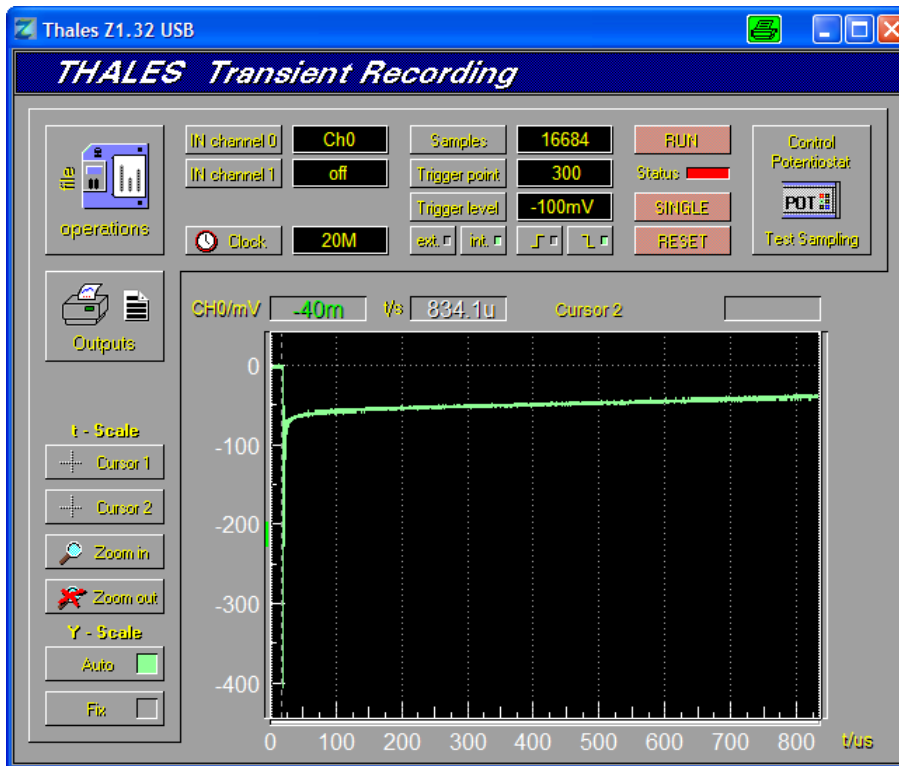 Thales Z1.32 USB
THALES Transient Recording
file
operations
IN channel 0 Ch0
IN channel 1 off
Clock 20M
Samples 16684
Trigger point 300
Trigger level -100mV
ext. int.
RUN
Status
SINGLE
RESET
Control
Potentiostat
POT
Test Sampling
Outputs
CH0/mV -40m t/s 834.1u Cursor 2
t - Scale
Cursor 1
Cursor 2
Zoom in
Zoom out
Y - Scale
Auto
Fix
0
-100
-200
-300
-400
0 100 200 300 400 500 600 700 800 t/us